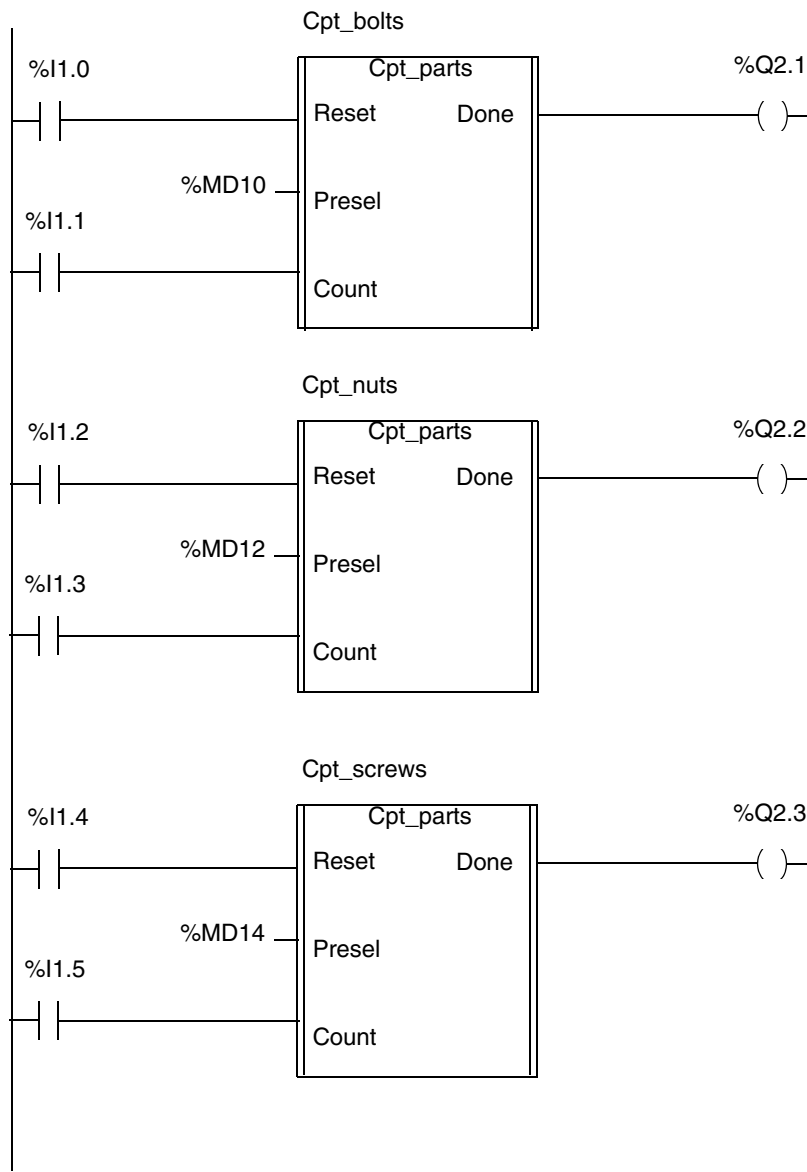 Cpt_bolts
%I1.0
Cpt_parts
%Q2.1
Reset Done
%MD10
Presel
%I1.1
Count
Cpt_nuts
%I1.2
Cpt_parts
%Q2.2
Reset Done
%MD12
Presel
%I1.3
Count
Cpt_screws
%I1.4
Cpt_parts
%Q2.3
Reset Done
%MD14
Presel
%I1.5
Count